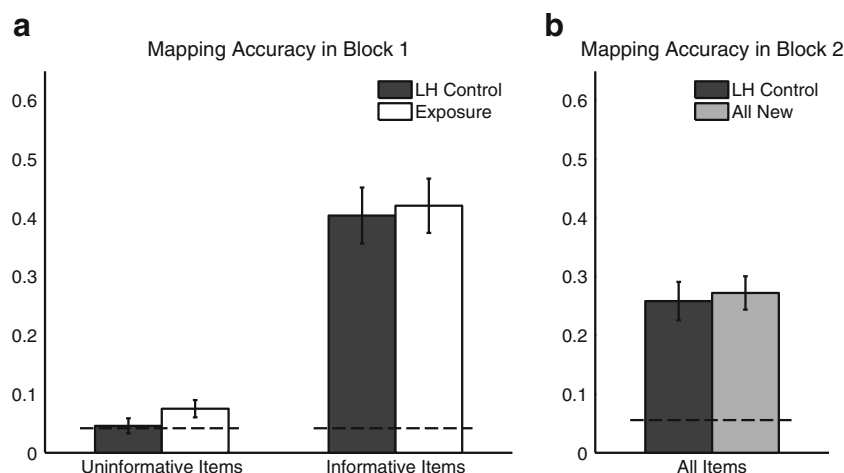 a
Mapping Accuracy in Block 1
LH Control
Exposure
0.6
0.5
0.4
0.3
0.2
0.1
0
Uninformative Items
Informative Items
b
Mapping Accuracy in Block 2
LH Control
All New
0.6
0.5
0.4
0.3
0.2
0.1
0
All Items